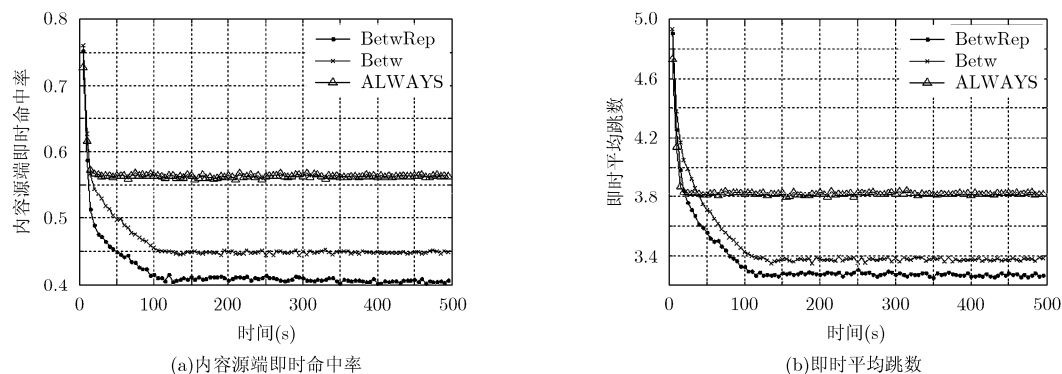 内容源端即时命中率
0.8
0.7
0.6
0.5
0.4
BetwRep
Betw
ALWAYS
0 100 200 300 400 500
时间(s)
(a)内容源端即时命中率
即时平均跳数
5.0
4.6
4.2
3.8
3.4
BetwRep
Betw
ALWAYS
0 100 200 300 400 500
时间(s)
(b)即时平均跳数